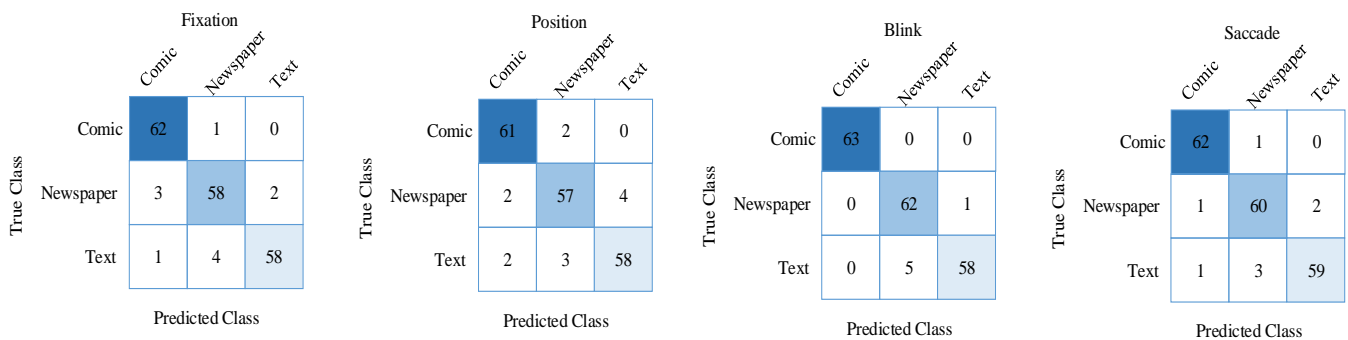 Fixation
Comic Newspaper Text
Comic 62 1 0
Newspaper 3 58 2
Text 1 4 58
True Class
Predicted Class
Position
Comic Newspaper Text
Comic 61 2 0
Newspaper 2 57 4
Text 2 3 58
True Class
Predicted Class
Blink
Comic Newspaper Text
Comic 63 0 0
Newspaper 0 62 1
Text 0 5 58
True Class
Predicted Class
Saccade
Comic Newspaper Text
Comic 62 1 0
Newspaper 1 60 2
Text 1 3 59
True Class
Predicted Class